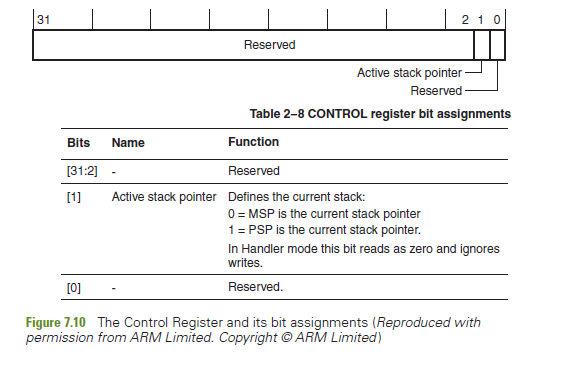 31 2 1 0
Reserved
Active stack pointer
Reserved
Table 2–8 CONTROL register bit assignments
Bits Name Function
[31:2] - Reserved
[1] Active stack pointer Defines the current stack:
0 = MSP is the current stack pointer
1 = PSP is the current stack pointer.
In Handler mode this bit reads as zero and ignores
writes.
[0] - Reserved.
Figure 7.10 The Control Register and its bit assignments (Reproduced with
permission from ARM Limited. Copyright © ARM Limited)